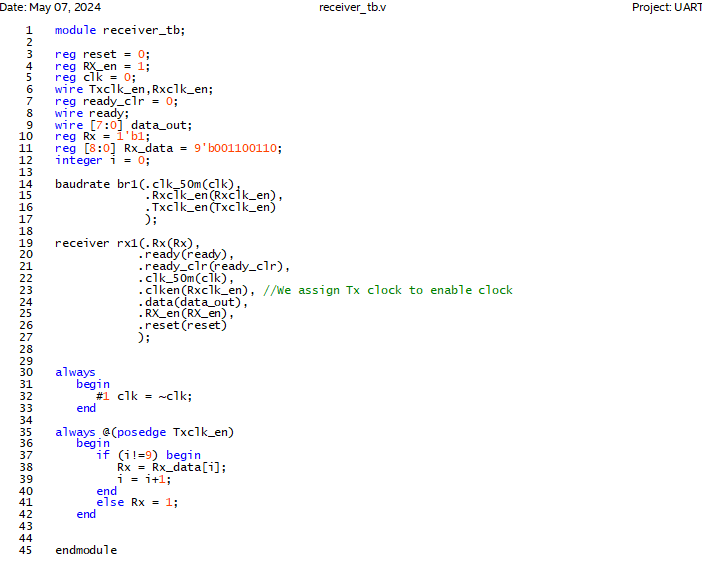 Date: May 07, 2024 receiver_tb.v Project: UART
1 module receiver_tb;
2
3 reg reset = 0;
4 reg RX_en = 1;
5 reg clk = 0;
6 wire Txclk_en,Rxclk_en;
7 reg ready_clr = 0;
8 wire ready;
9 wire [7:0] data_out;
10 reg Rx = 1'b1;
11 reg [8:0] Rx_data = 9'b001100110;
12 integer i = 0;
13
14 baudrate br1(.clk_50m(clk),
15 .Rxclk_en(Rxclk_en),
16 .Txclk_en(Txclk_en)
17 );
18
19 receiver rx1(.Rx(Rx),
20 .ready(ready),
21 .ready_clr(ready_clr),
22 .clk_50m(clk),
23 .clken(Rxclk_en), //We assign Tx clock to enable clock
24 .data(data_out),
25 .RX_en(RX_en),
26 .reset(reset)
27 );
28
29
30 always
31 begin
32 #1 clk = ~clk;
33 end
34
35 always @(posedge Txclk_en)
36 begin
37 if (i!=9) begin
38 Rx = Rx_data[i];
39 i = i+1;
40 end
41 else Rx = 1;
42 end
43
44
45 endmodule